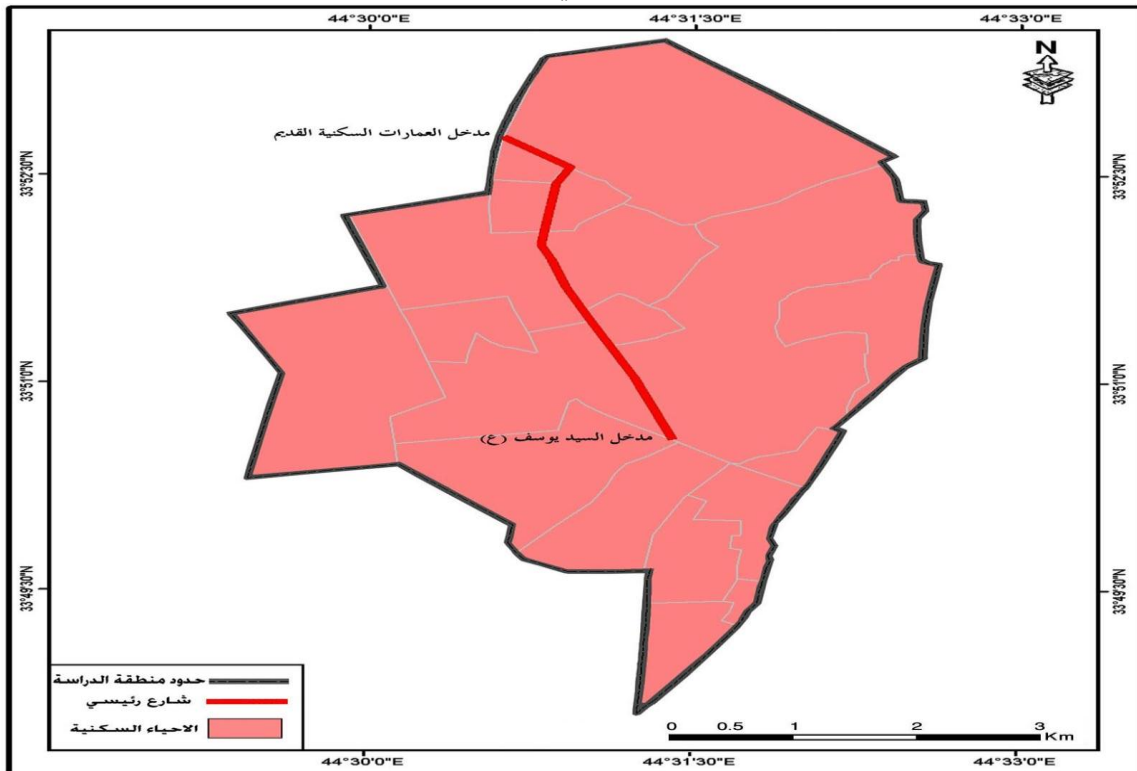 44°30'0"E 44°31'30"E 44°33'0"E
N
مدخل العمارات السكنية القديم
33°52'30"N 33°52'30"N
33°51'0"N 33°51'0"N
مدخل السيد يوسف (ع)
33°49'30"N 33°49'30"N
حدود منطقة الدراسة
شارع رئيسي
الاحياء السكنية
0 0.5 1 2 3
Km
44°30'0"E 44°31'30"E 44°33'0"E